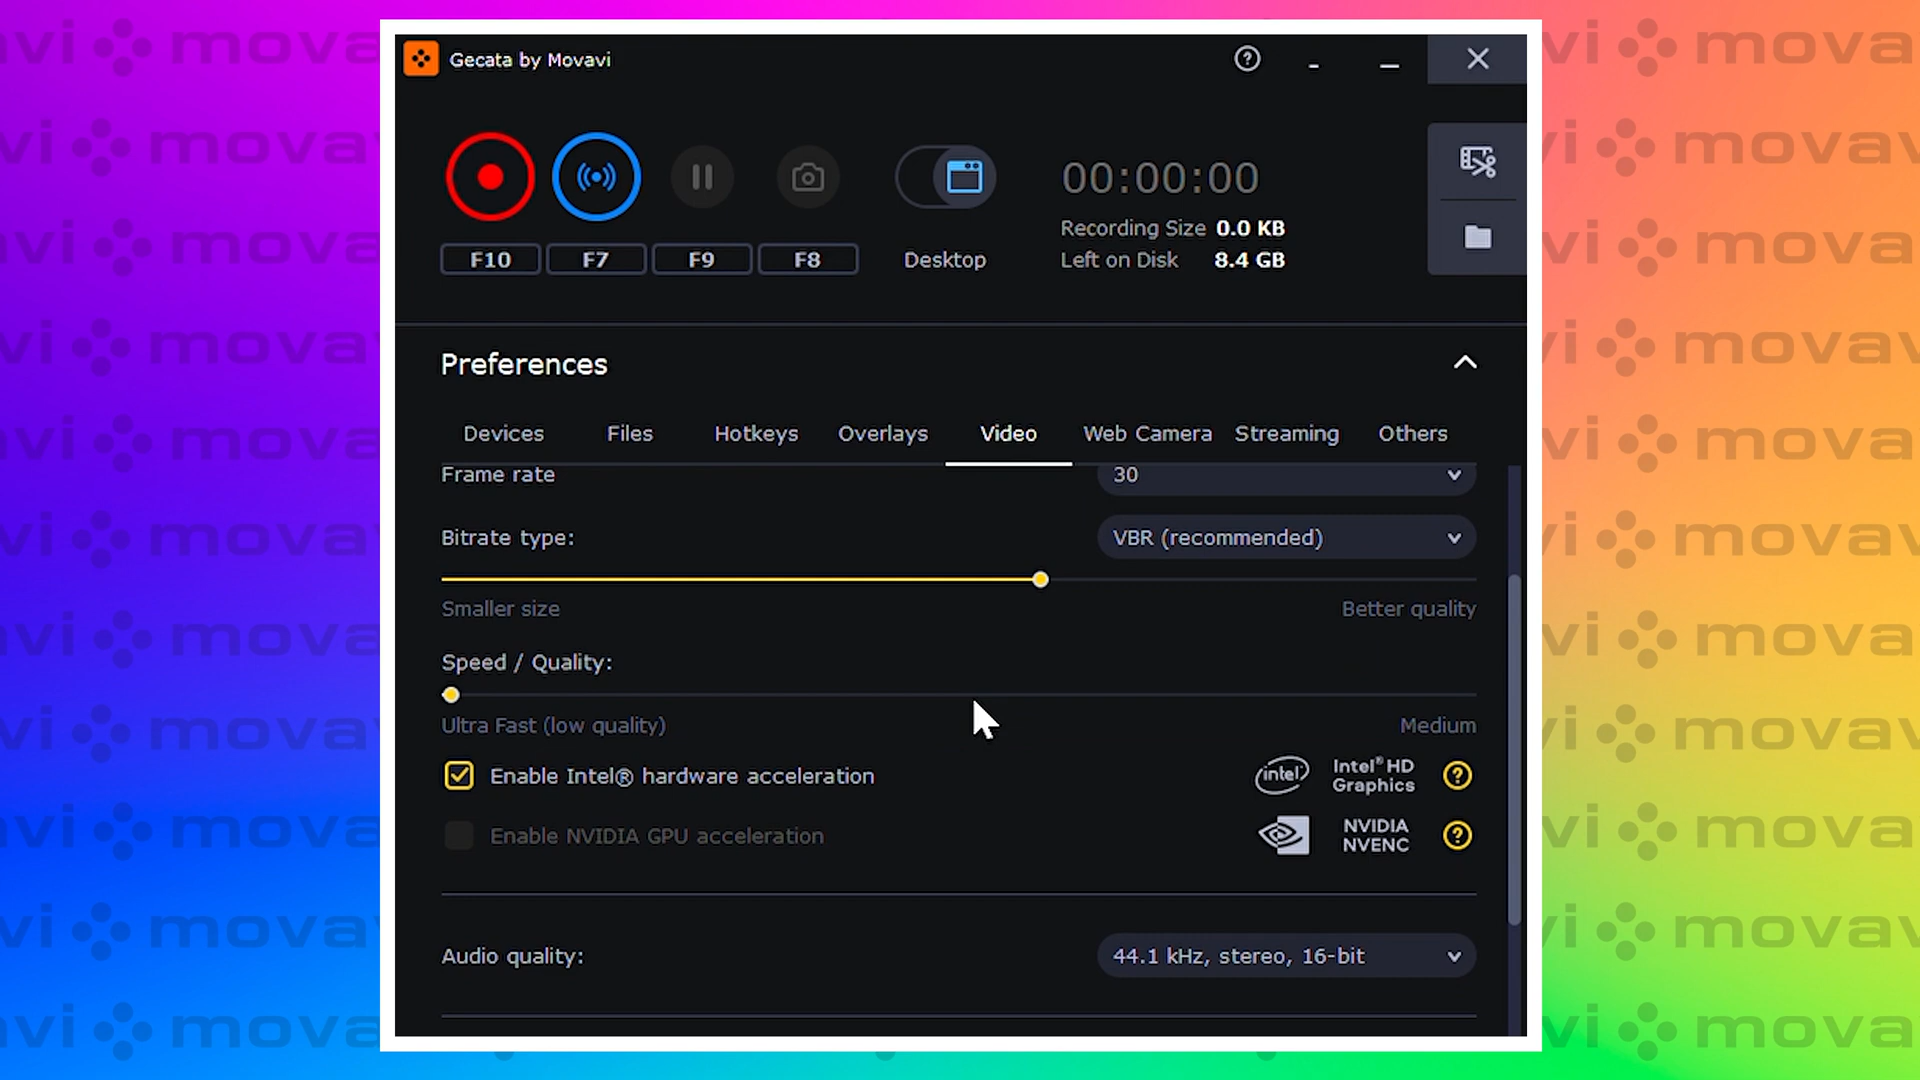 Gecata by Movavi
00:00:00
Recording Size 0.0 KB
F10 F7 F9 F8 Desktop Left on Disk 8.4 GB
Preferences
Devices Files Hotkeys Overlays Video Web Camera Streaming Others
Frame rate 30
Bitrate type: VBR (recommended)
Smaller size Better quality
Speed / Quality:
Ultra Fast (low quality) Medium
Enable Intel® hardware acceleration intel Intel® HD Graphics
Enable NVIDIA GPU acceleration NVIDIA NVENC
Audio quality: 44.1 kHz, stereo, 16-bit